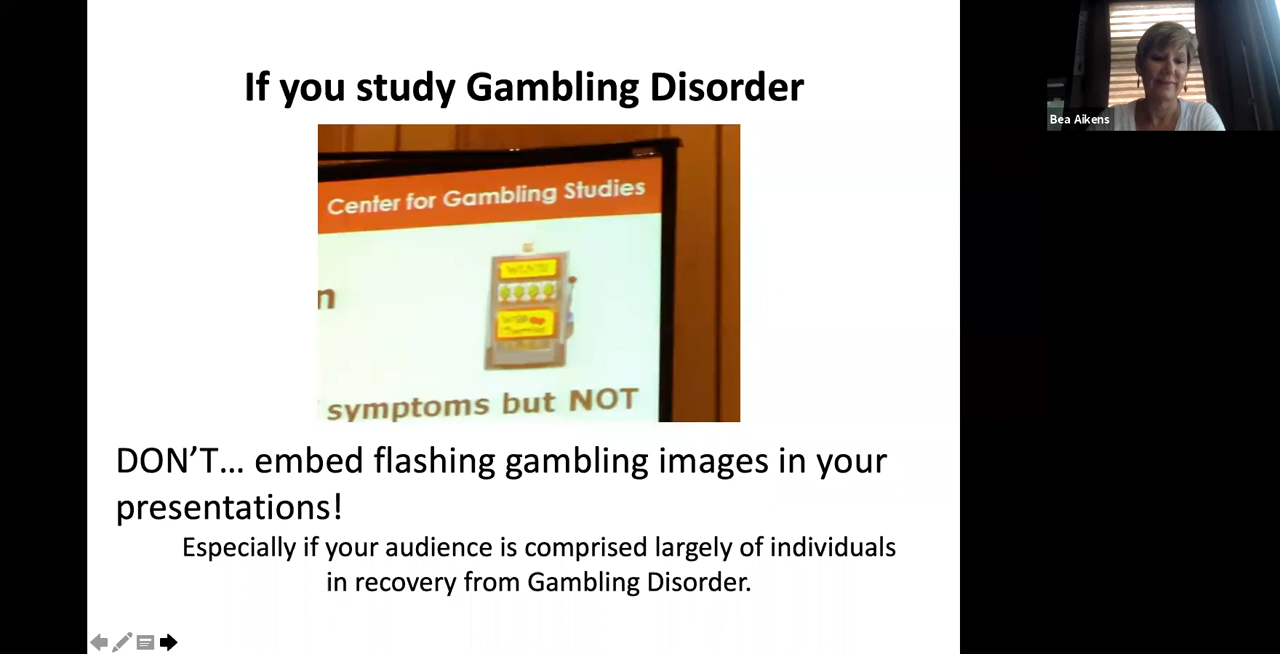 If you study Gambling Disorder
Center for Gambling Studies
n
symptoms but NOT
DON’T… embed flashing gambling images in your
presentations!
Especially if your audience is comprised largely of individuals
in recovery from Gambling Disorder.
Bea Aikens